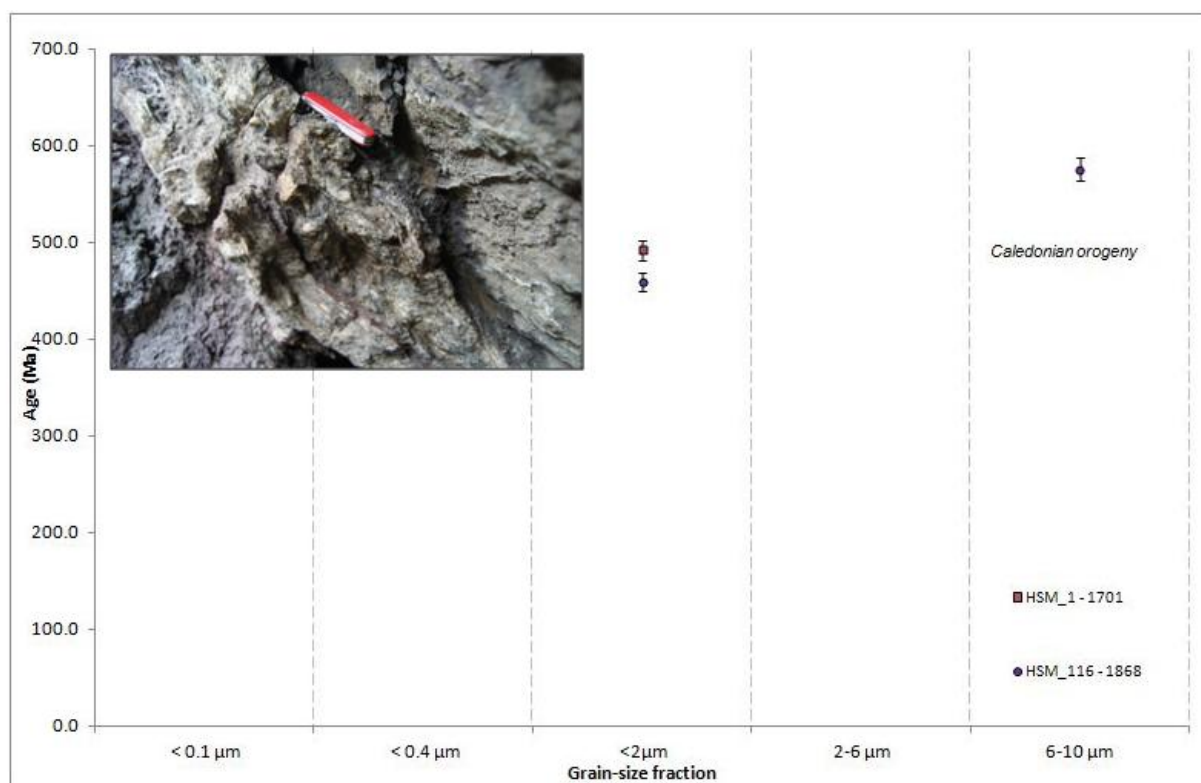 700.0
600.0
500.0
400.0
300.0
200.0
100.0
0.0
Age (Ma)
Caledonian orogeny
HSM_1 - 1701
HSM_116 - 1868
< 0.1 µm
< 0.4 µm
<2µm
2-6 µm
6-10 µm
Grain-size fraction